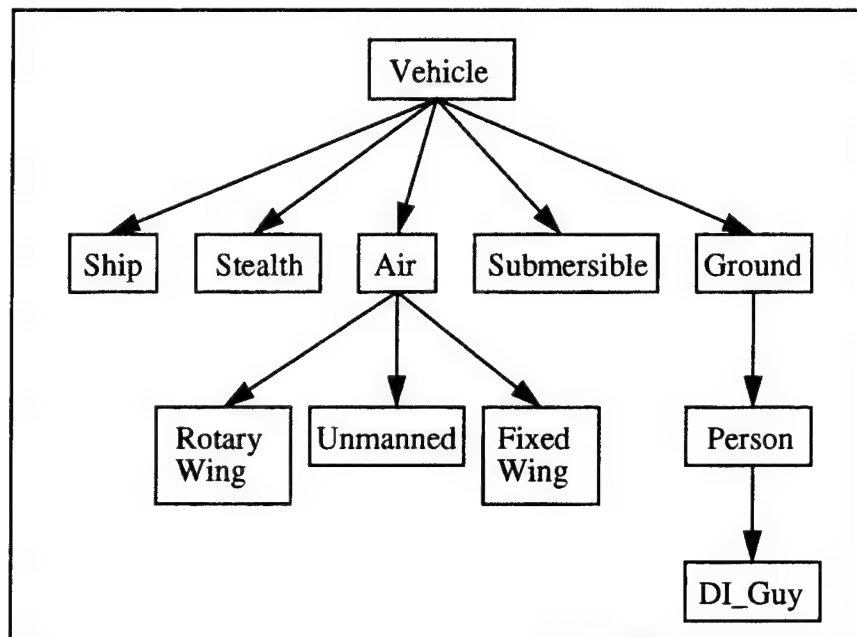 Vehicle
Ship
Stealth
Air
Submersible
Ground
Rotary
Wing
Unmanned
Fixed
Wing
Person
DI_Guy